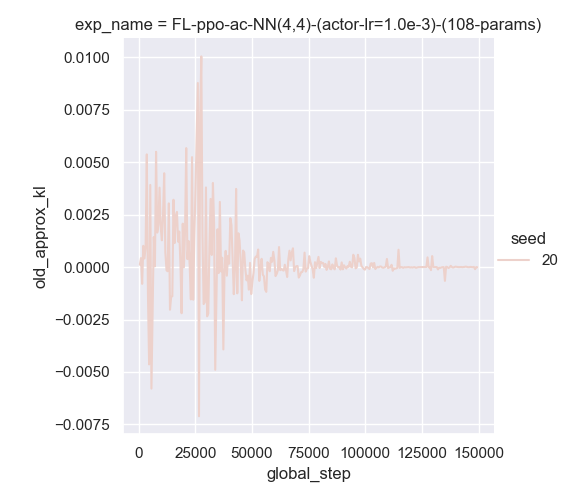 exp_name = FL-ppo-ac-NN(4,4)-(actor-lr=1.0e-3)-(108-params)
0.0100
0.0075
0.0050
0.0025
0.0000
−0.0025
−0.0050
−0.0075
old_approx_kl
0 25000 50000 75000 100000 125000 150000
global_step
seed
20